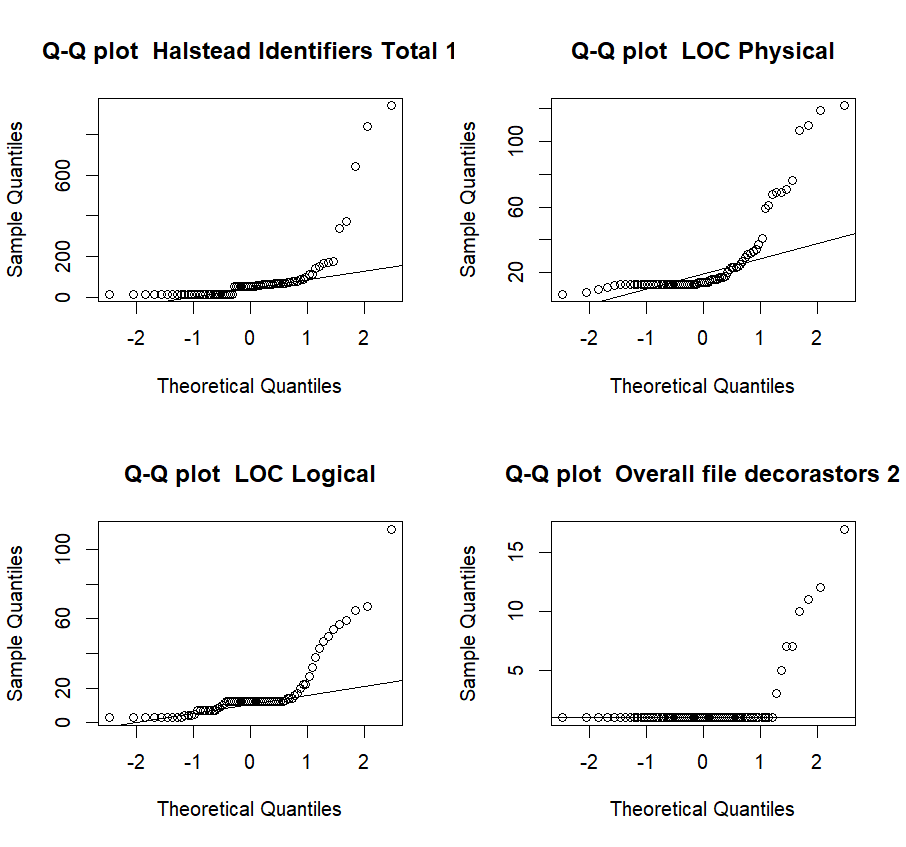 Q-Q plot  Halstead Identifiers Total 1
Sample Quantiles
0
200
600
-2
-1
0
1
2
Theoretical Quantiles
Q-Q plot  LOC Physical
Sample Quantiles
20
60
100
-2
-1
0
1
2
Theoretical Quantiles
Q-Q plot  LOC Logical
Sample Quantiles
0
20
60
100
-2
-1
0
1
2
Theoretical Quantiles
Q-Q plot  Overall file decorastors 2
Sample Quantiles
5
10
15
-2
-1
0
1
2
Theoretical Quantiles